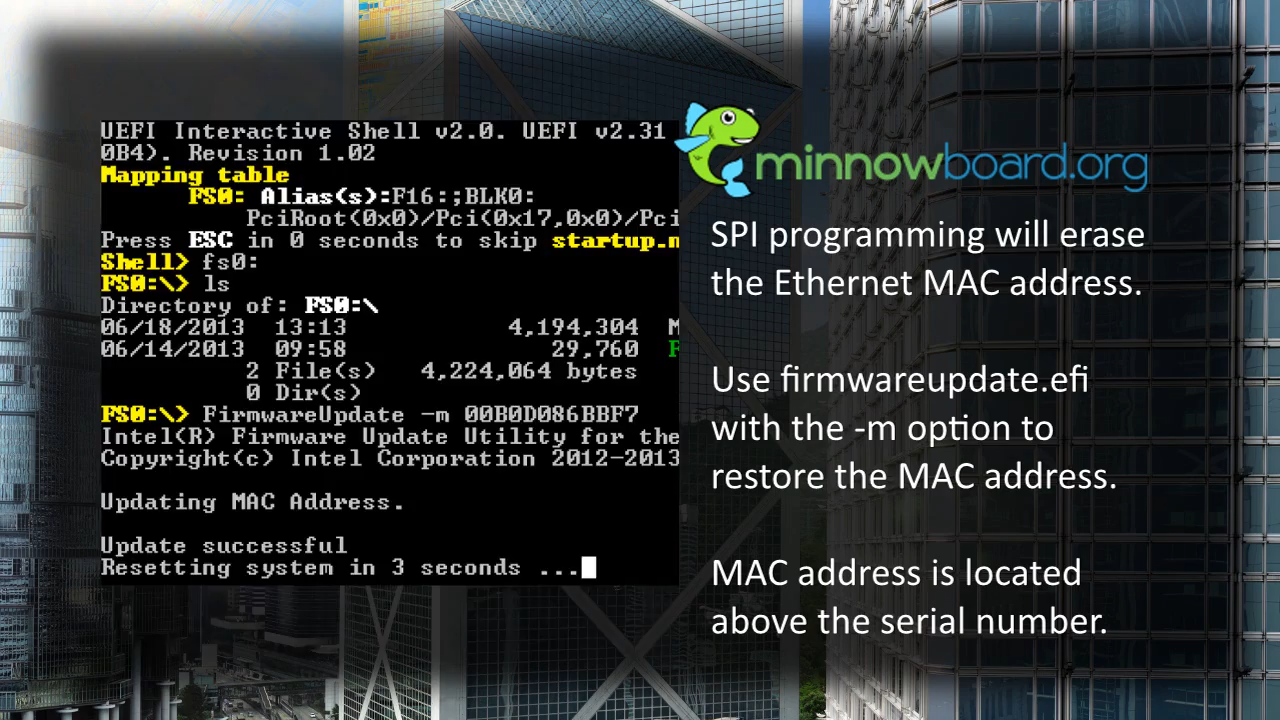 UEFI Interactive Shell v2.0. UEFI v2.31
0B4). Revision 1.02
Mapping table
FS0: Alias(s):F16:;BLK0:
PciRoot(0x0)/Pci(0x17,0x0)/Pci
Press ESC in 0 seconds to skip startup.n
Shell> fs0:
FS0:\> ls
Directory of: FS0:\
06/18/2013 13:13 4,194,304 M
06/14/2013 09:58 29,760 F
2 File(s) 4,224,064 bytes
0 Dir(s)
FS0:\> FirmwareUpdate -m 00B0D086BBF7
Intel(R) Firmware Update Utility for the
Copyright(c) Intel Corporation 2012-2013
Updating MAC Address.
Update successful
Resetting system in 3 seconds ...
minnowboard.org
SPI programming will erase
the Ethernet MAC address.
Use firmwareupdate.efi
with the -m option to
restore the MAC address.
MAC address is located
above the serial number.